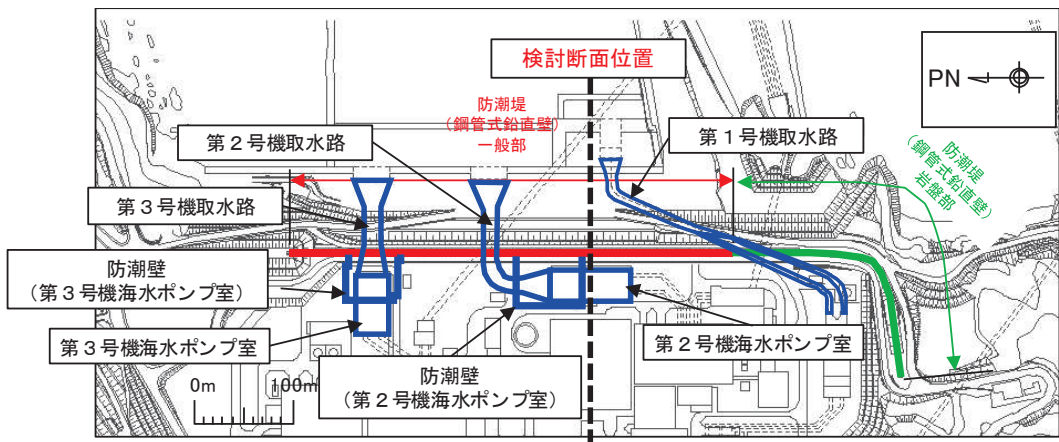 検討断面位置
PN
防潮堤
（鋼管式鉛直壁）
一般部
第２号機取水路
第１号機取水路
防潮堤
（鋼管式鉛直壁）
岩盤部
第３号機取水路
防潮壁
（第３号機海水ポンプ室）
第３号機海水ポンプ室
第２号機海水ポンプ室
防潮壁
（第２号機海水ポンプ室）
0m
100m